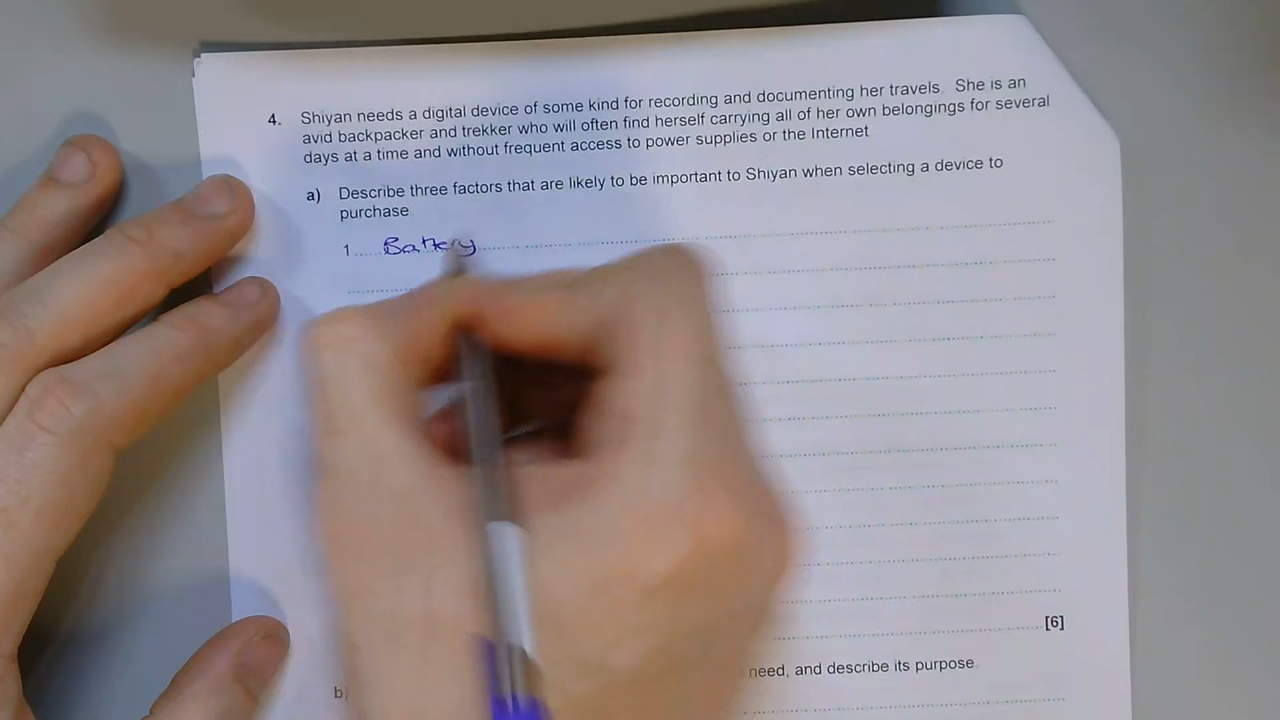 4. Shiyan needs a digital device of some kind for recording and documenting her travels. She is an
avid backpacker and trekker who will often find herself carrying all of her own belongings for several
days at a time and without frequent access to power supplies or the Internet
a) Describe three factors that are likely to be important to Shiyan when selecting a device to
purchase
1 Battery
[6]
b) need, and describe its purpose.